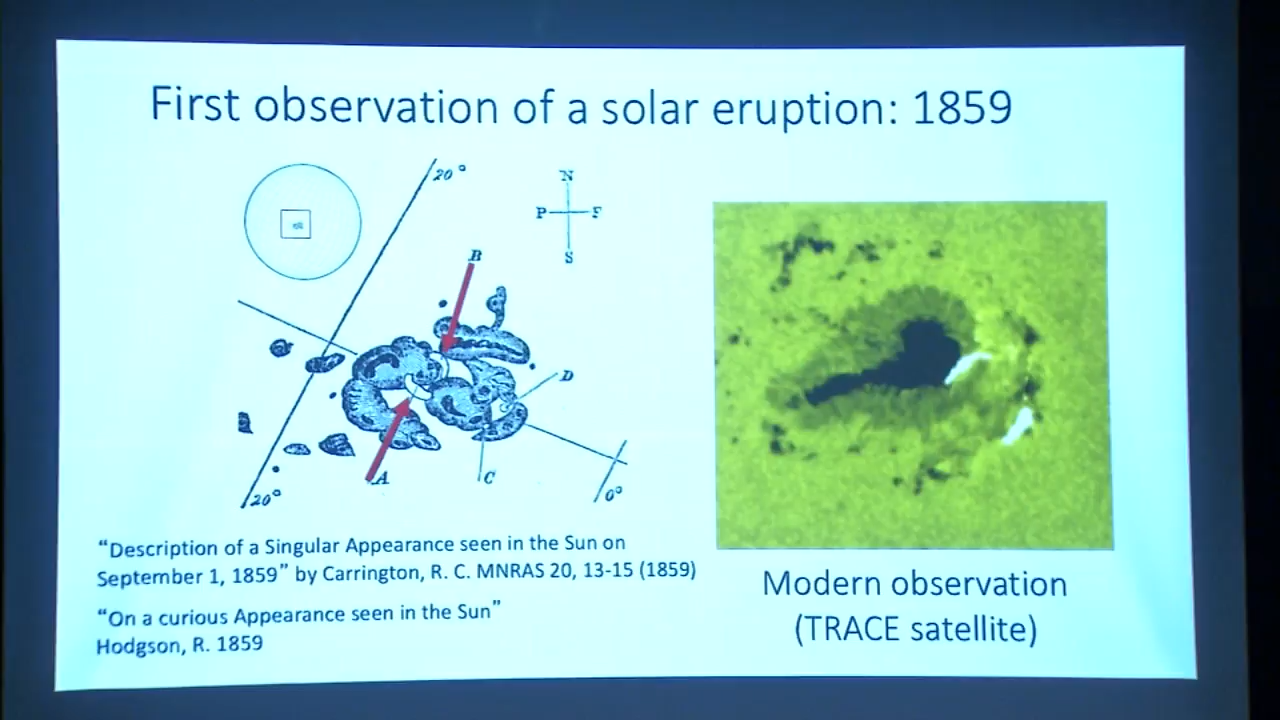 First observation of a solar eruption: 1859
20°
N
P
F
S
B
D
A
C
20°
0°
“Description of a Singular Appearance seen in the Sun on
September 1, 1859” by Carrington, R. C. MNRAS 20, 13-15 (1859)
“On a curious Appearance seen in the Sun”
Hodgson, R. 1859
Modern observation
(TRACE satellite)